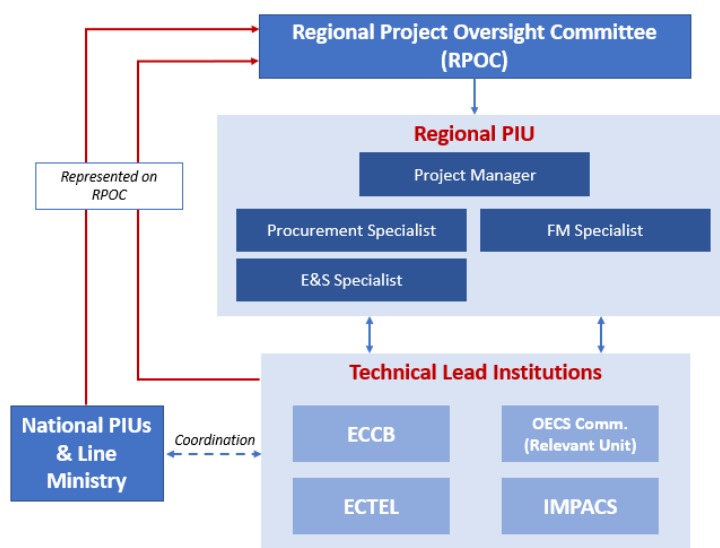 Regional Project Oversight Committee
(RPOC)
Regional PIU
Project Manager
Represented on
RPOC
Procurement Specialist
FM Specialist
E&S Specialist
Technical Lead Institutions
National PIUs
& Line
Ministry
Coordination
ECCB
OECS Comm.
(Relevant Unit)
ECTEL
IMPACS